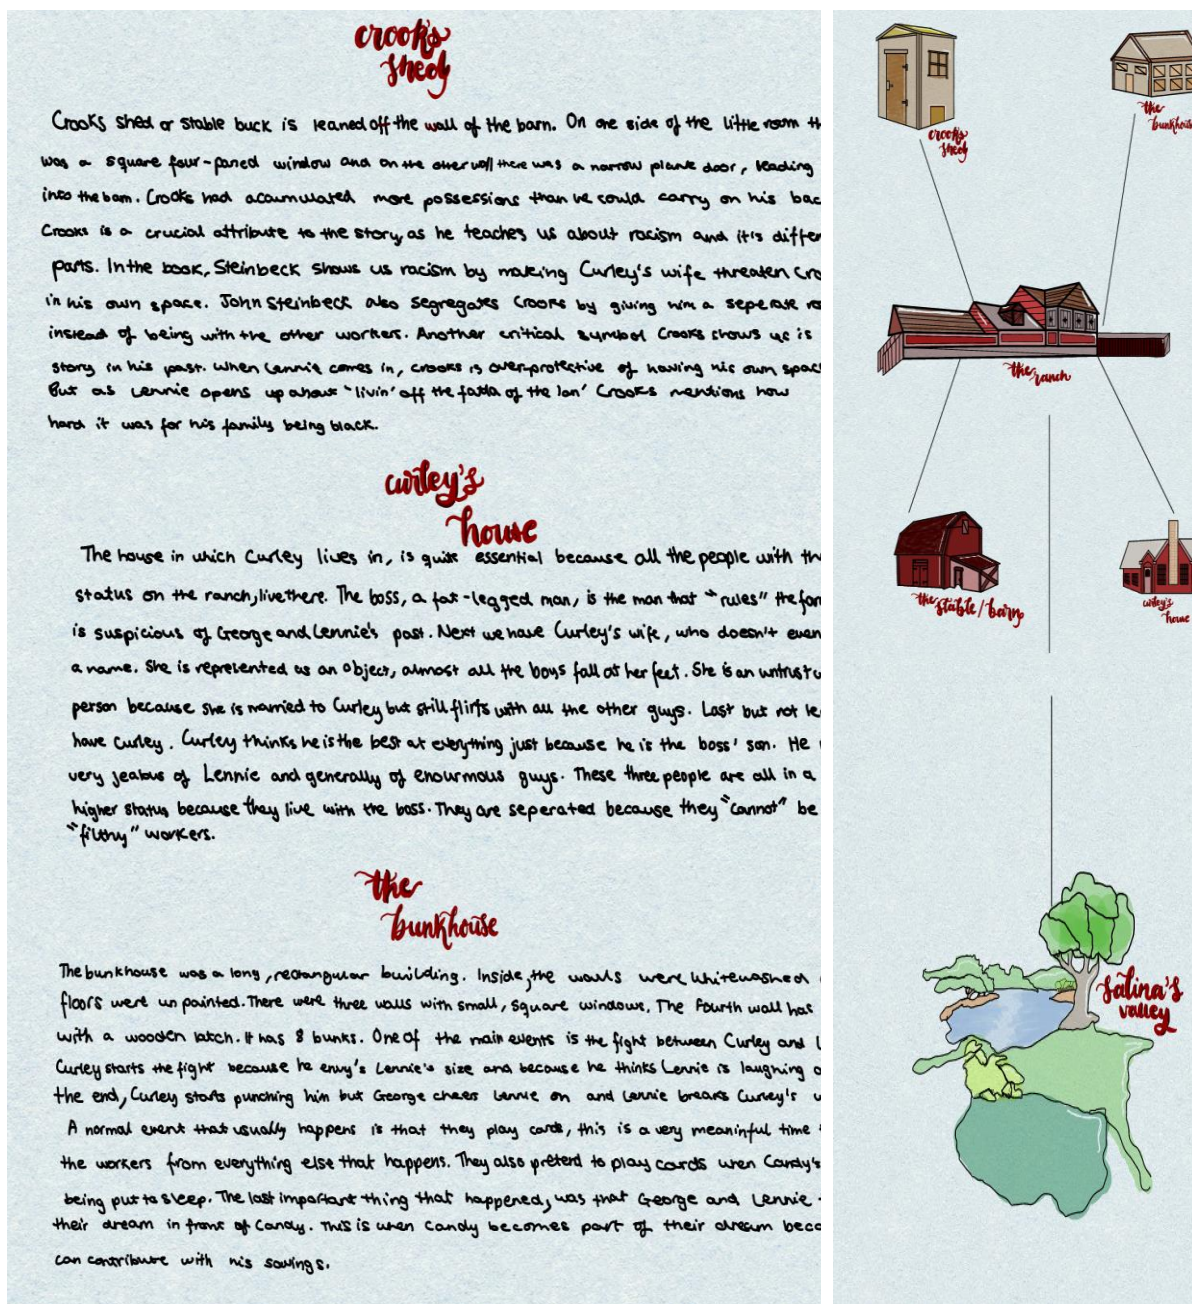 crook's
shed
Crooks shed or stable buck is leaned off the wall of the barn. On one side of the little room th
was a square four-paned window and on the other wall there was a narrow plank door, leading
into the barn. Crooks had accumulated more possessions than he could carry on his bac
Crooks is a crucial attribute to the story, as he teaches us about racism and it's differ
parts. In the book, Steinbeck shows us racism by making Curley's wife threaten Cro
in his own space. John Steinbeck also segregates Crooks by giving him a seperate ro
instead of being with the other workers. Another critical symbol Crooks shows us is
story in his past. When Lennie comes in, crooks is over-protective of having his own spac
But as Lennie opens up about "livin' off the fatta of the lan' Crooks mentions how
hard it was for his family being black.
curley's
house
The house in which Curley lives in, is quite essential because all the people with th
status on the ranch, live there. The boss, a fat-legged man, is the man that "rules" the
is suspicious of George and Lennie's past. Next we have Curley's wife, who doesn't even
a name. She is represented as an object, almost all the boys fall at her feet. She is an untrustw
person because she is married to Curley but still flirts with all the other guys. Last but not le
have curley. Curley thinks he is the best at everything just because he is the boss' son. He
very jealous of Lennie and generally of enourmous guys. These three people are all in a
higher status because they live with the boss. They are seperated because they "cannot" be
"filthy" workers.
the
bunkhouse
The bunkhouse was a long, rectangular building. Inside, the walls were whitewashed
floors were unpainted. There were three walls with small, square windows. The fourth wall has
with a wooden latch. It has 8 bunks. One of the main events is the fight between Curley and L
Curley starts the fight because he envy's Lennie's size and because he thinks Lennie is laughing
the end, Curley starts punching him but George cheers Lennie on and Lennie breaks Curley's
A normal event that usually happens is that they play cards, this is a very meaninful time
the workers from everything else that happens. They also pretend to play cards when Candy's
being put to sleep. The last important thing that happened, was that George and Lennie
their dream in front of Candy. This is when Candy becomes part of their dream beca
can contribute with his savings.
crook's
shed
the
bunkhouse
the ranch
the stable/barn
curley's
house
salina's
valley